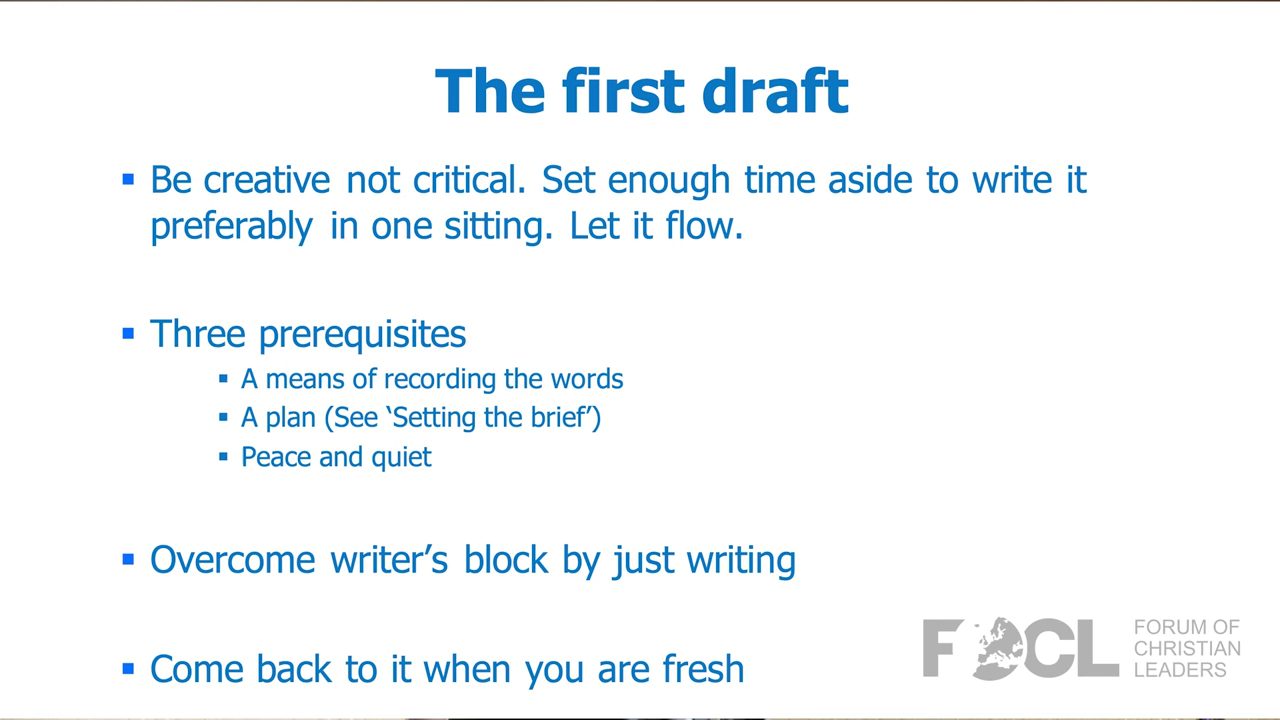 The first draft
▪ Be creative not critical. Set enough time aside to write it
preferably in one sitting. Let it flow.
▪ Three prerequisites
▪ A means of recording the words
▪ A plan (See ‘Setting the brief’)
▪ Peace and quiet
▪ Overcome writer’s block by just writing
▪ Come back to it when you are fresh
FOCL
FORUM OF
CHRISTIAN
LEADERS